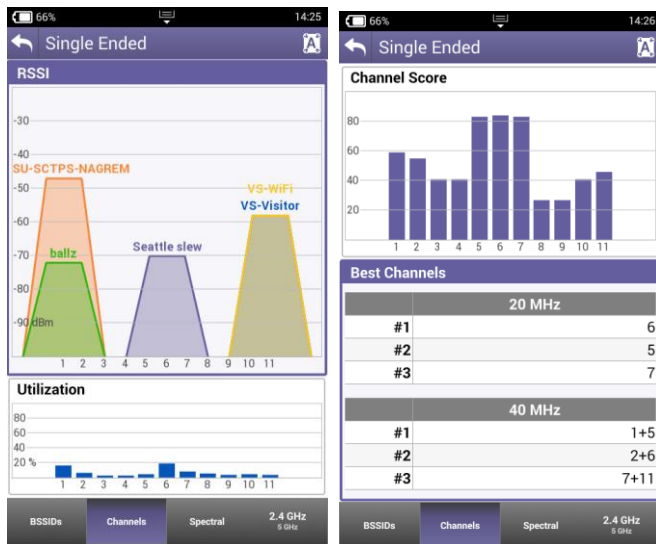 66% 14:25
Single Ended A
RSSI
-30
-40
SU-SCTPS-NAGREM
-50
VS-WiFi
VS-Visitor
-60
ballz Seattle slew
-70
-80
-90 dBm
1 2 3 4 5 6 7 8 9 10 11
Utilization
80
60
40
20 %
1 2 3 4 5 6 7 8 9 10 11
BSSIDs Channels Spectral 2.4 GHz
5 GHz
66% 14:26
Single Ended A
Channel Score
80
60
40
20
1 2 3 4 5 6 7 8 9 10 11
Best Channels
20 MHz
#1 6
#2 5
#3 7
40 MHz
#1 1+5
#2 2+6
#3 7+11
BSSIDs Channels Spectral 2.4 GHz
5 GHz